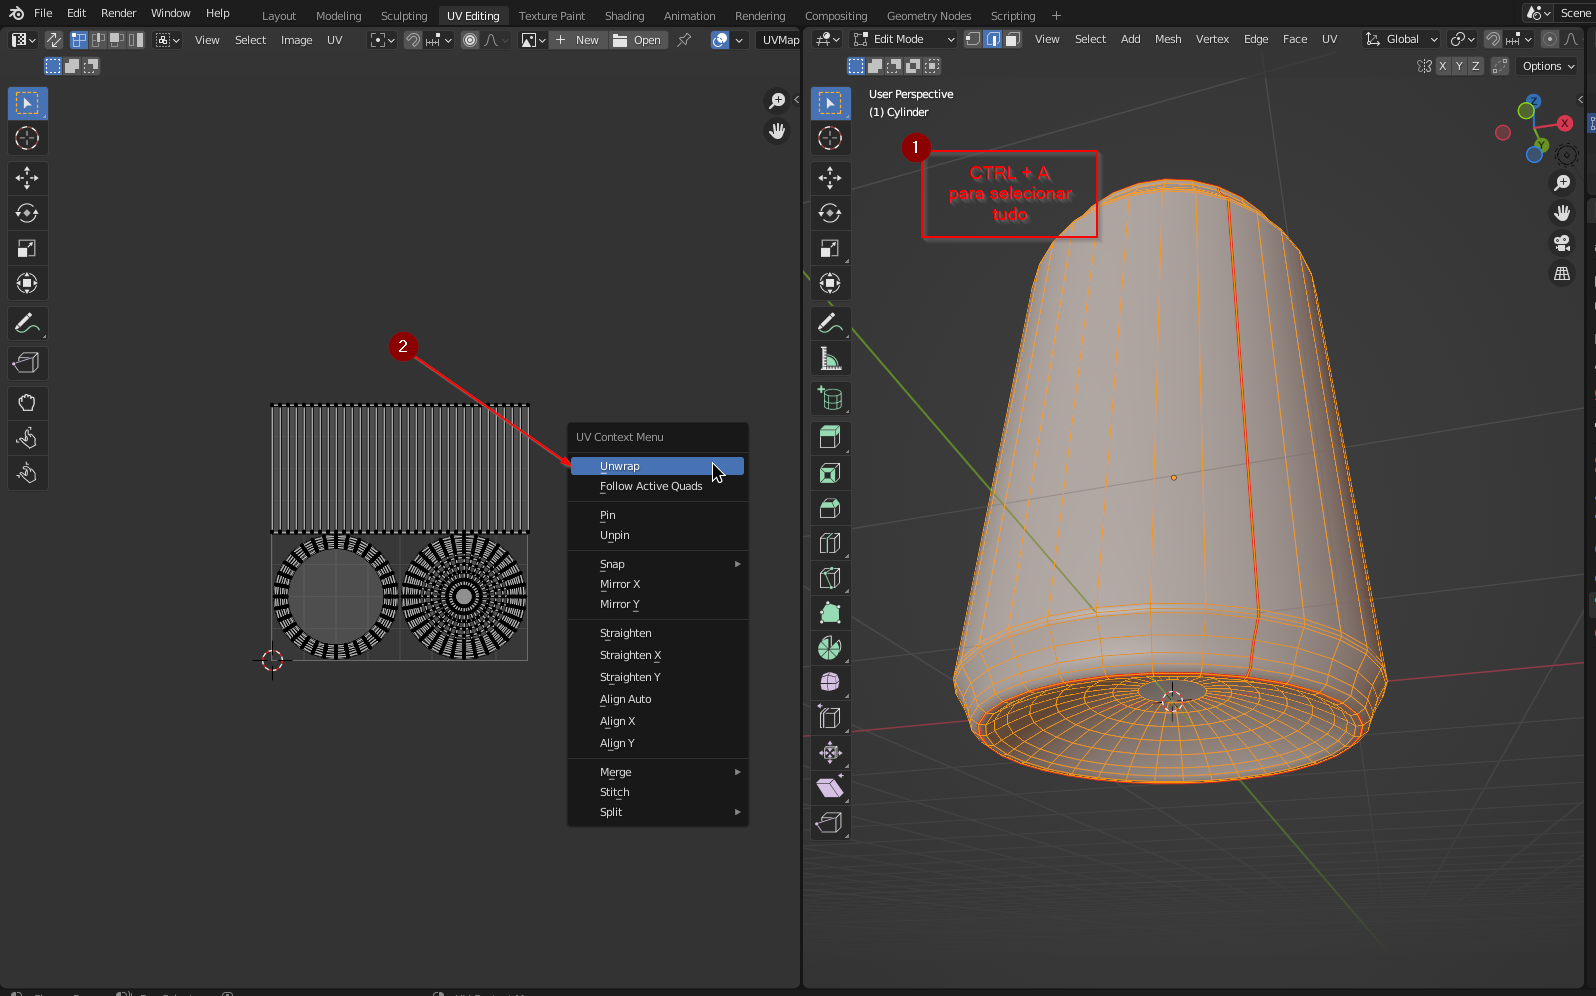 File Edit Render Window Help Layout Modeling Sculpting UV Editing Texture Paint Shading Animation Rendering Compositing Geometry Nodes Scripting + Scene
View Select Image UV New Open UVMap
Edit Mode View Select Add Mesh Vertex Edge Face UV Global
X Y Z Options
User Perspective
(1) Cylinder
Z
X
Y
1
CTRL + A
para selecionar
tudo
2
UV Context Menu
Unwrap
Follow Active Quads
Pin
Unpin
Snap
Mirror X
Mirror Y
Straighten
Straighten X
Straighten Y
Align Auto
Align X
Align Y
Merge
Stitch
Split